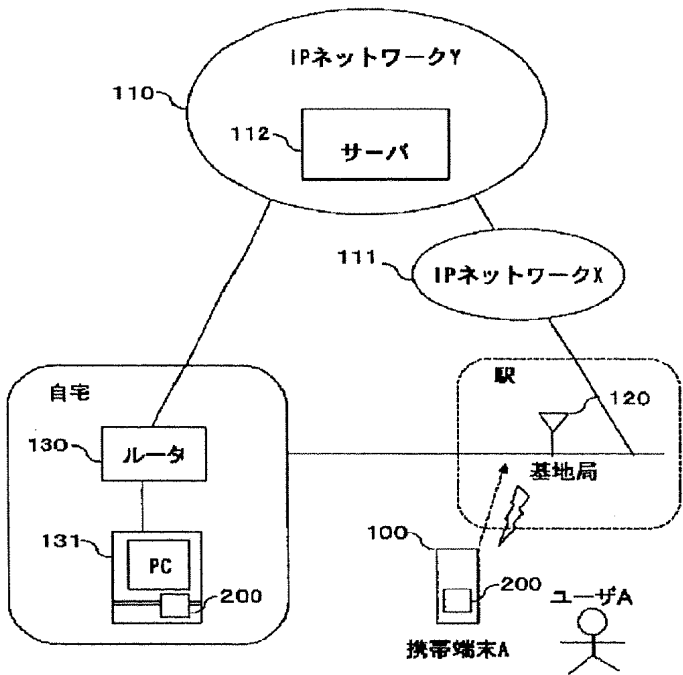 IPネットワークY
110
112
サーバ
111
IPネットワークX
自宅
駅
120
130
ルータ
基地局
131
PC
200
100
200
ユーザA
携帯端末A